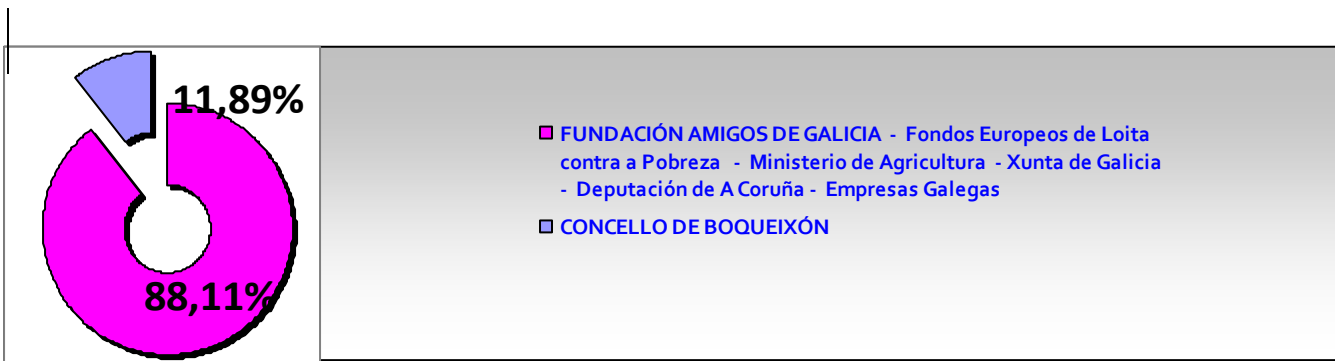 11,89%
88,11%
FUNDACIÓN AMIGOS DE GALICIA - Fondos Europeos de Loita
contra a Pobreza - Ministerio de Agricultura - Xunta de Galicia
- Deputación de A Coruña - Empresas Galegas
CONCELLO DE BOQUEIXÓN